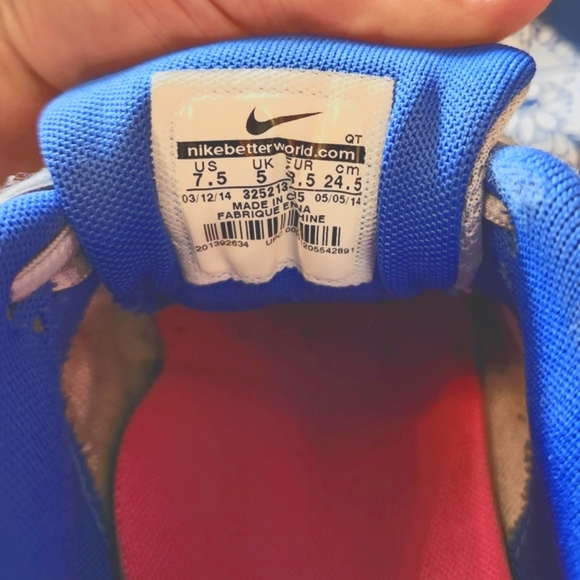 QT
nikebetterworld.com
US UK EUR cm
7.5 5 24.5
03/12/14 05/05/14
MADE IN
FABRIQUE EN
201392634